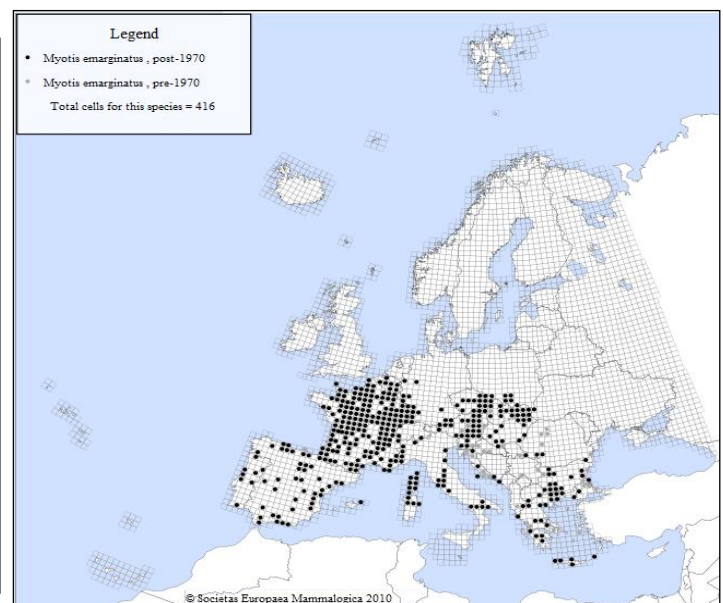 Legend
Myotis emarginatus , post-1970
Myotis emarginatus , pre-1970
Total cells for this species = 416
© Societas Europaea Mammalogica 2010